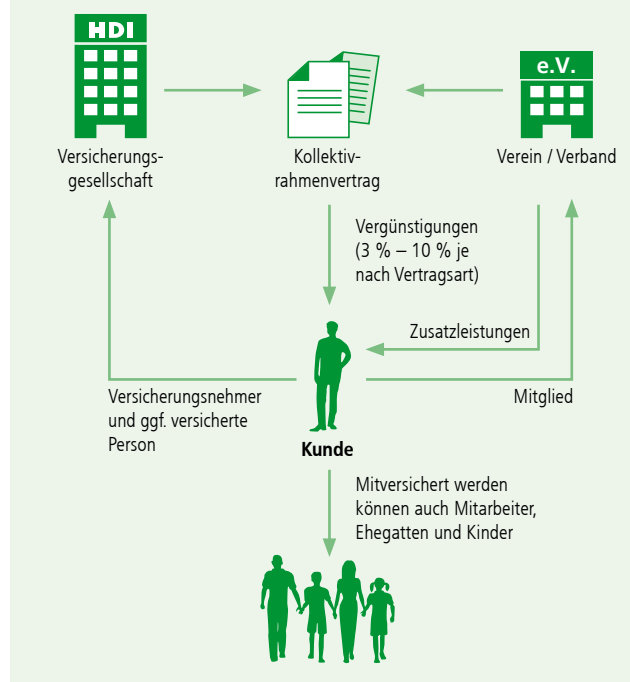 HDI
e.V.
Versicherungs-
gesellschaft
Kollektiv-
rahmenvertrag
Verein / Verband
Vergünstigungen
(3 % – 10 % je
nach Vertragsart)
Zusatzleistungen
Versicherungsnehmer
und ggf. versicherte
Person
Mitglied
Kunde
Mitversichert werden
können auch Mitarbeiter,
Ehegatten und Kinder